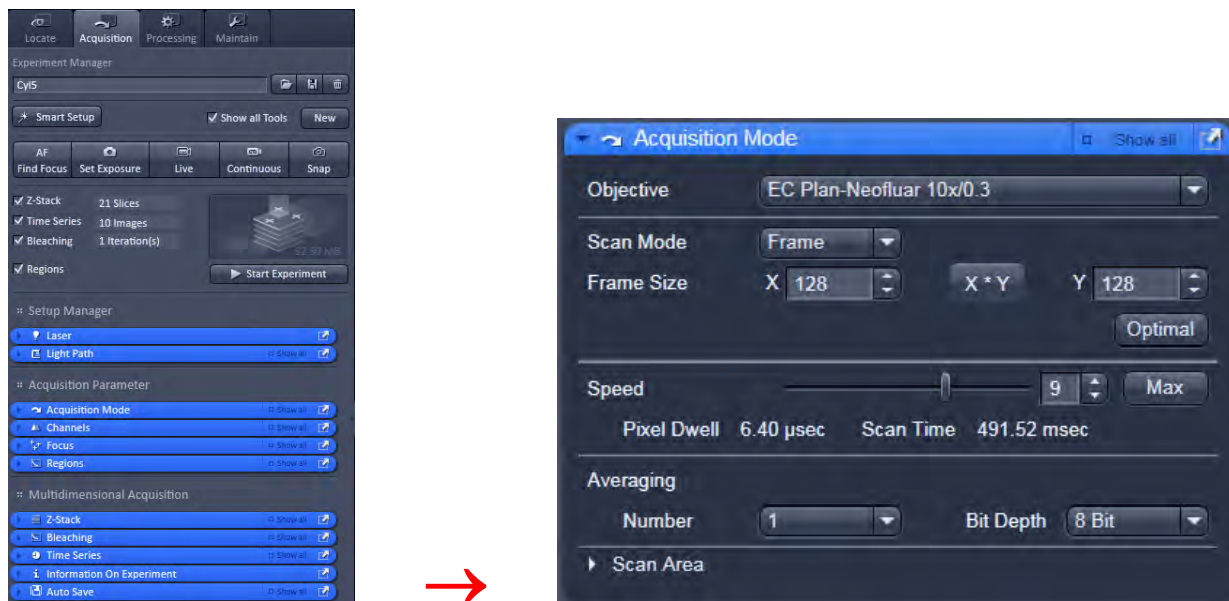 Locate Acquisition Processing Maintain
Experiment Manager
Cyl5
Smart Setup Show all Tools New
AF
Find Focus Set Exposure Live Continuous Snap
Z-Stack 21 Slices
Time Series 10 Images
Bleaching 1 Iteration(s)
32.93 MB
Regions Start Experiment
Setup Manager
Laser
Light Path Show all
Acquisition Parameter
Acquisition Mode Show all
Channels Show all
Focus Show all
Regions Show all
Multidimensional Acquisition
Z-Stack Show all
Bleaching Show all
Time Series Show all
Information On Experiment
Auto Save Show all
Acquisition Mode Show all
Objective EC Plan-Neofluar 10x/0.3
Scan Mode Frame
Frame Size X 128 X * Y Y 128
Optimal
Speed 9 Max
Pixel Dwell 6.40 µsec Scan Time 491.52 msec
Averaging
Number 1 Bit Depth 8 Bit
Scan Area